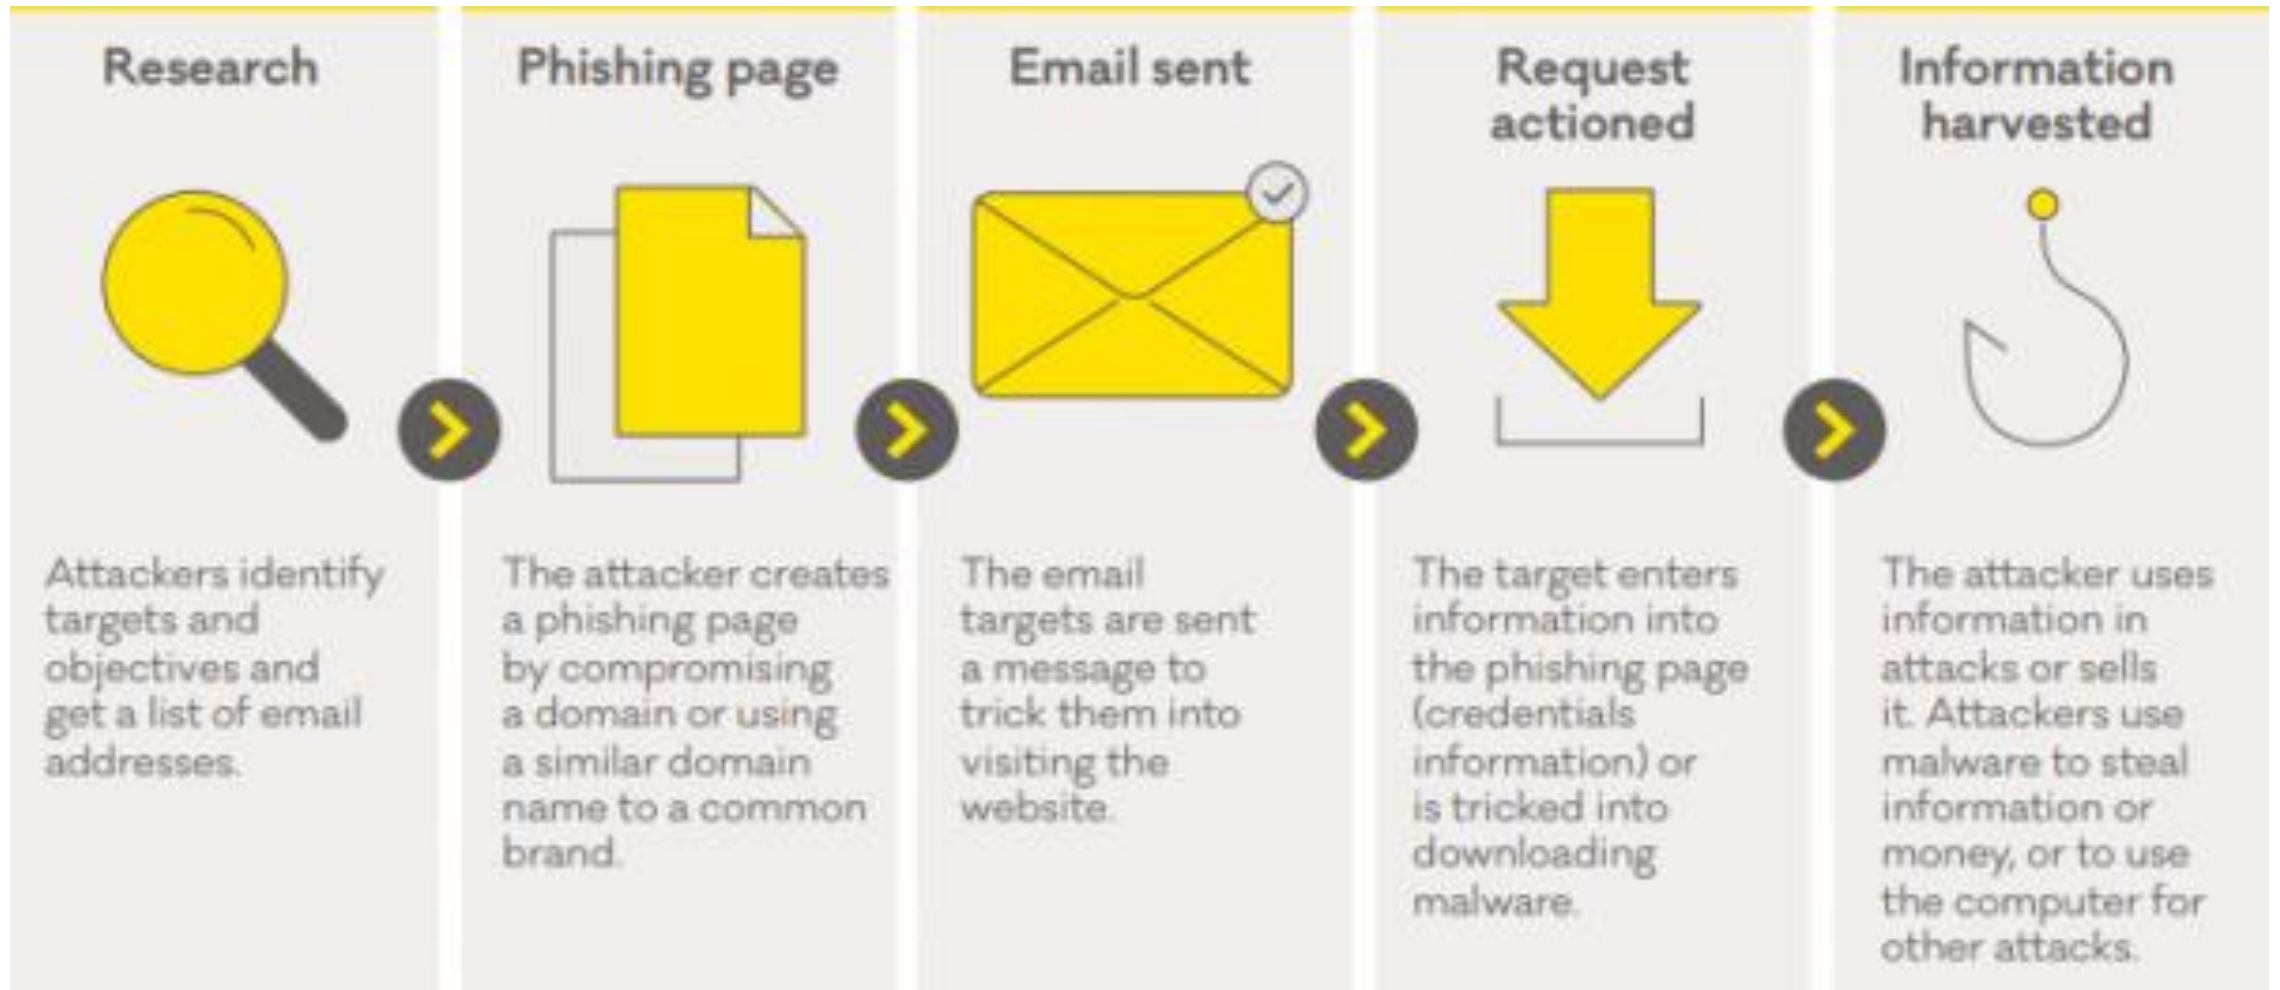 Research
Attackers identify
targets and
objectives and
get a list of email
addresses.
Phishing page
The attacker creates
a phishing page
by compromising
a domain or using
a similar domain
name to a common
brand.
Email sent
The email
targets are sent
a message to
trick them into
visiting the
website.
Request
actioned
The target enters
information into
the phishing page
(credentials
information) or
is tricked into
downloading
malware.
Information
harvested
The attacker uses
information in
attacks or sells
it. Attackers use
malware to steal
information or
money, or to use
the computer for
other attacks.